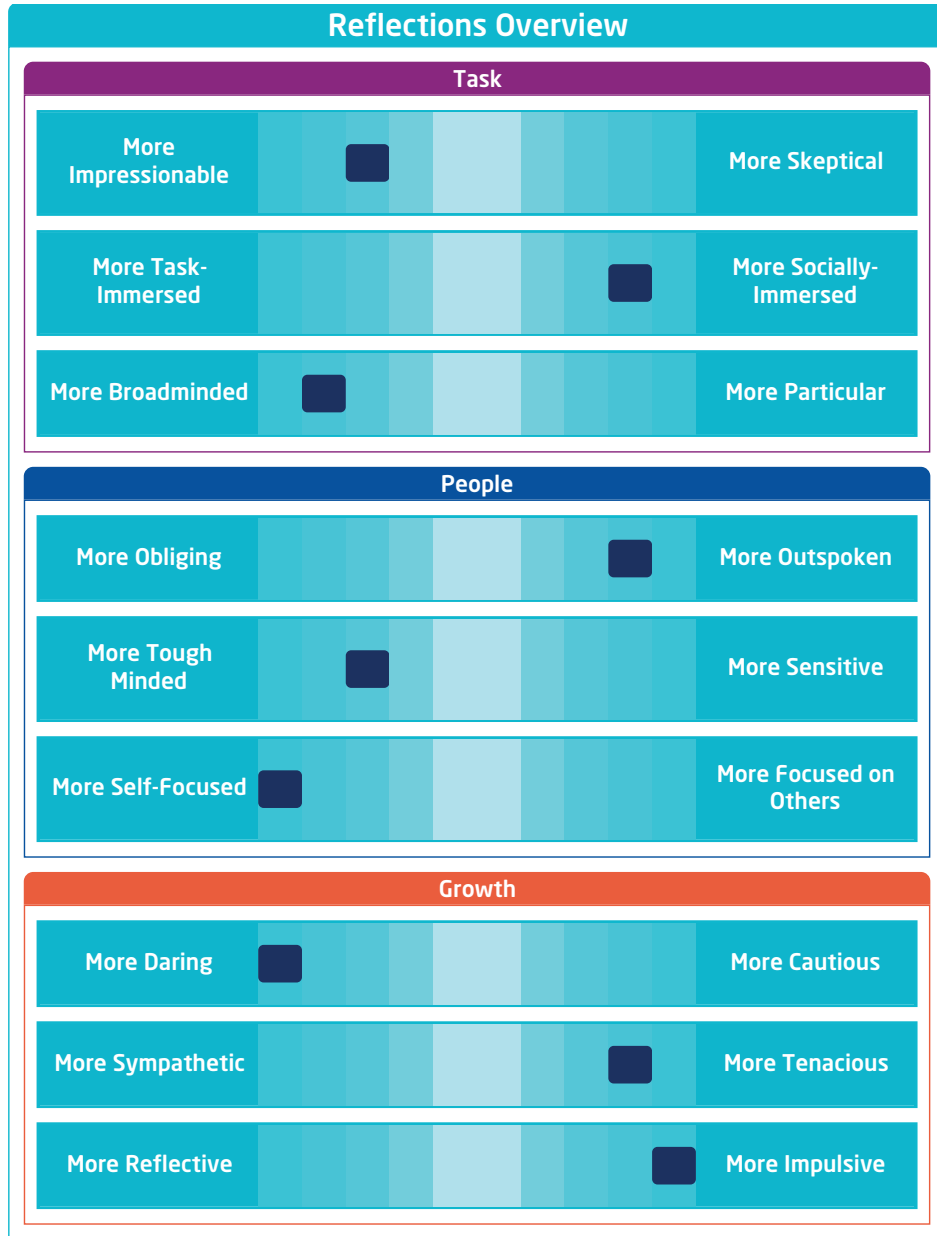 Reflections Overview
Task
More
Impressionable
More Skeptical
More Task-
Immersed
More Socially-
Immersed
More Broadminded
More Particular
People
More Obliging
More Outspoken
More Tough
Minded
More Sensitive
More Self-Focused
More Focused on
Others
Growth
More Daring
More Cautious
More Sympathetic
More Tenacious
More Reflective
More Impulsive